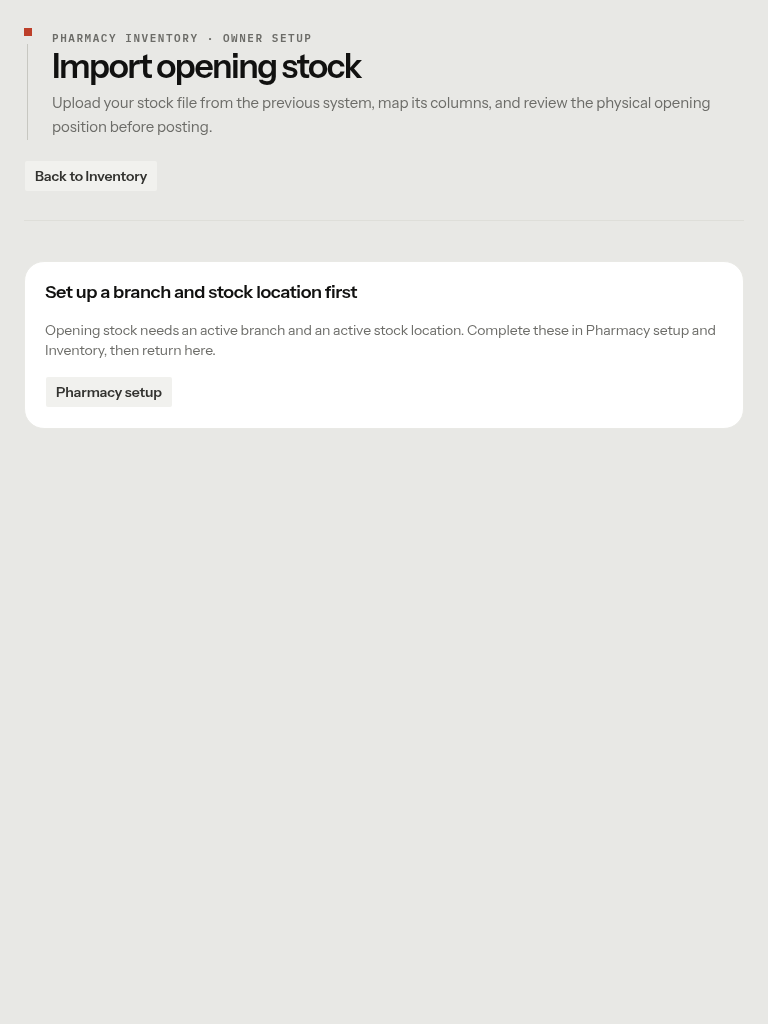 PHARMACY INVENTORY · OWNER SETUP
Import opening stock
Upload your stock file from the previous system, map its columns, and review the physical opening
position before posting.
Back to Inventory
Set up a branch and stock location first
Opening stock needs an active branch and an active stock location. Complete these in Pharmacy setup and
Inventory, then return here.
Pharmacy setup